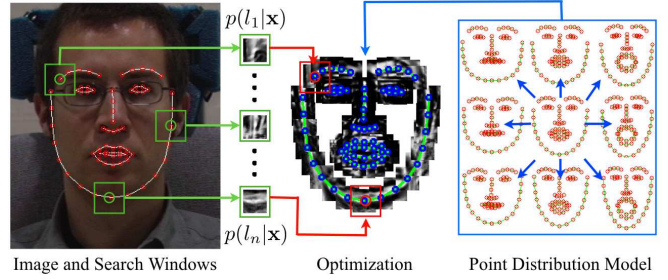 p(l₁|x)
p(lₙ|x)
Image and Search Windows
Optimization
Point Distribution Model